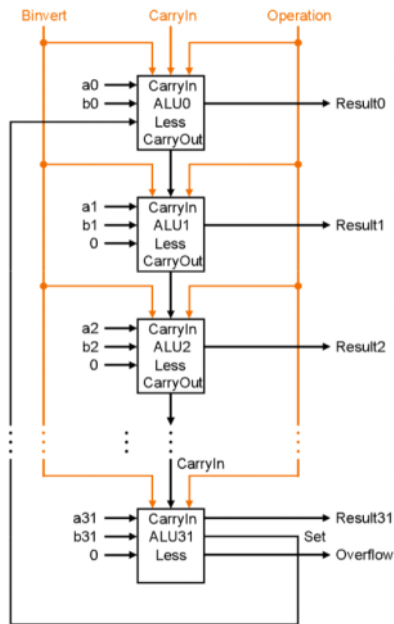 Binvert CarryIn Operation
a0 CarryIn
b0 ALU0 Result0
Less
CarryOut
a1 CarryIn
b1 ALU1 Result1
0 Less
CarryOut
a2 CarryIn
b2 ALU2 Result2
0 Less
CarryOut
CarryIn
a31 CarryIn Result31
b31 ALU31 Set
0 Less Overflow